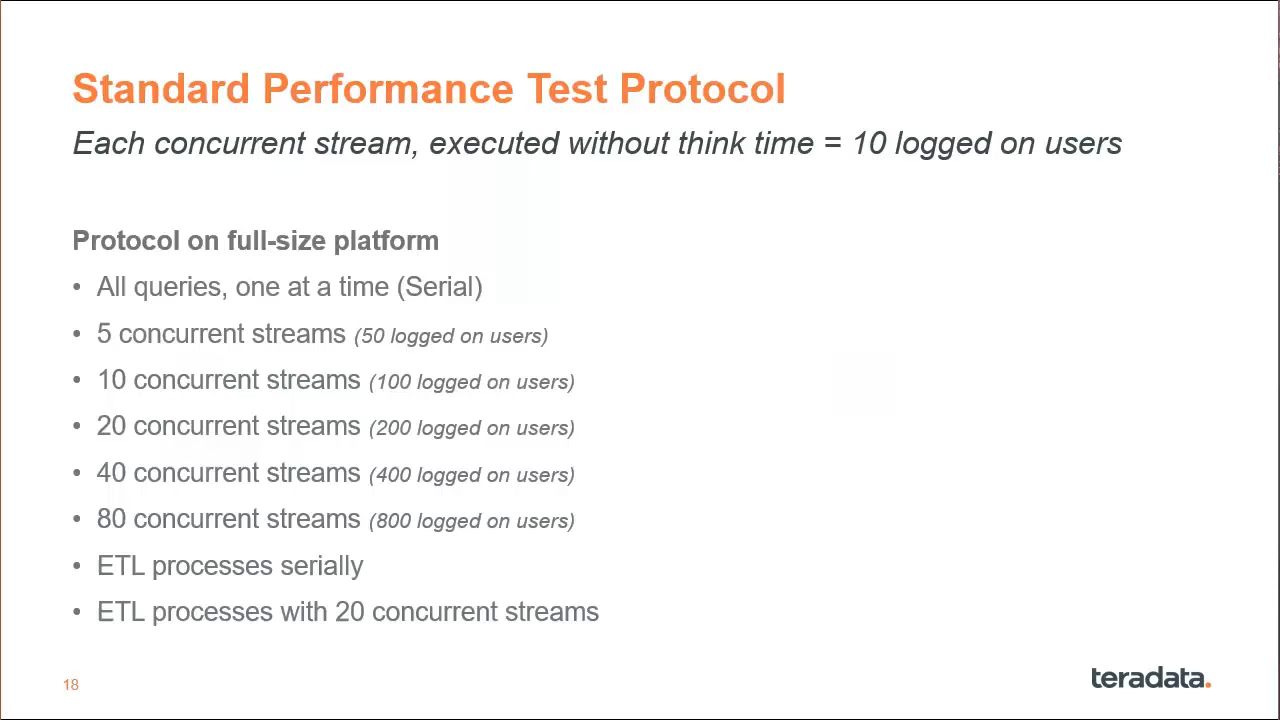 Standard Performance Test Protocol
Each concurrent stream, executed without think time = 10 logged on users
Protocol on full-size platform
• All queries, one at a time (Serial)
• 5 concurrent streams (50 logged on users)
• 10 concurrent streams (100 logged on users)
• 20 concurrent streams (200 logged on users)
• 40 concurrent streams (400 logged on users)
• 80 concurrent streams (800 logged on users)
• ETL processes serially
• ETL processes with 20 concurrent streams
18
teradata.